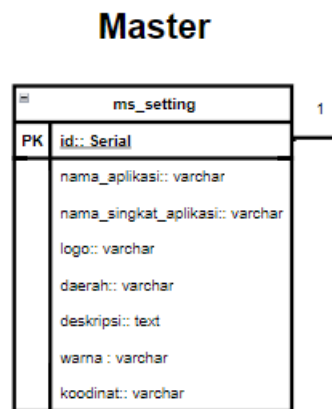 Master
ms_setting
1
PK id:: Serial
nama_aplikasi:: varchar
nama_singkat_aplikasi:: varchar
logo:: varchar
daerah:: varchar
deskripsi:: text
warna : varchar
koodinat:: varchar